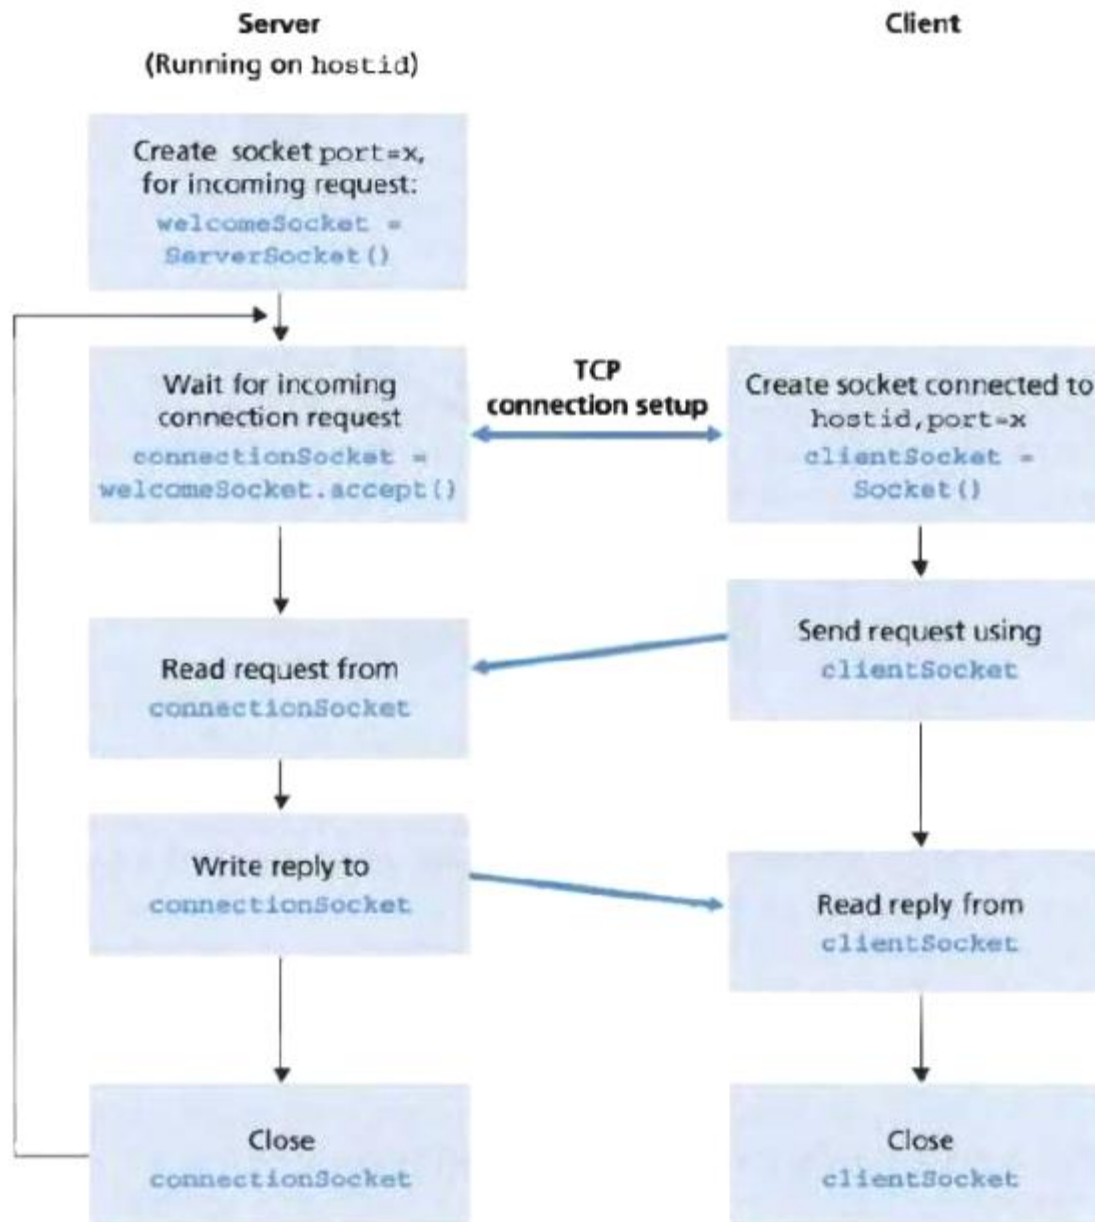 Server
(Running on hostid)
Client
Create socket port=x,
for incoming request:
welcomeSocket =
ServerSocket()
Wait for incoming
connection request
connectionSocket =
welcomeSocket.accept()
TCP
connection setup
Create socket connected to
hostid,port=x
clientSocket =
Socket()
Send request using
clientSocket
Read request from
connectionSocket
Write reply to
connectionSocket
Read reply from
clientSocket
Close
connectionSocket
Close
clientSocket